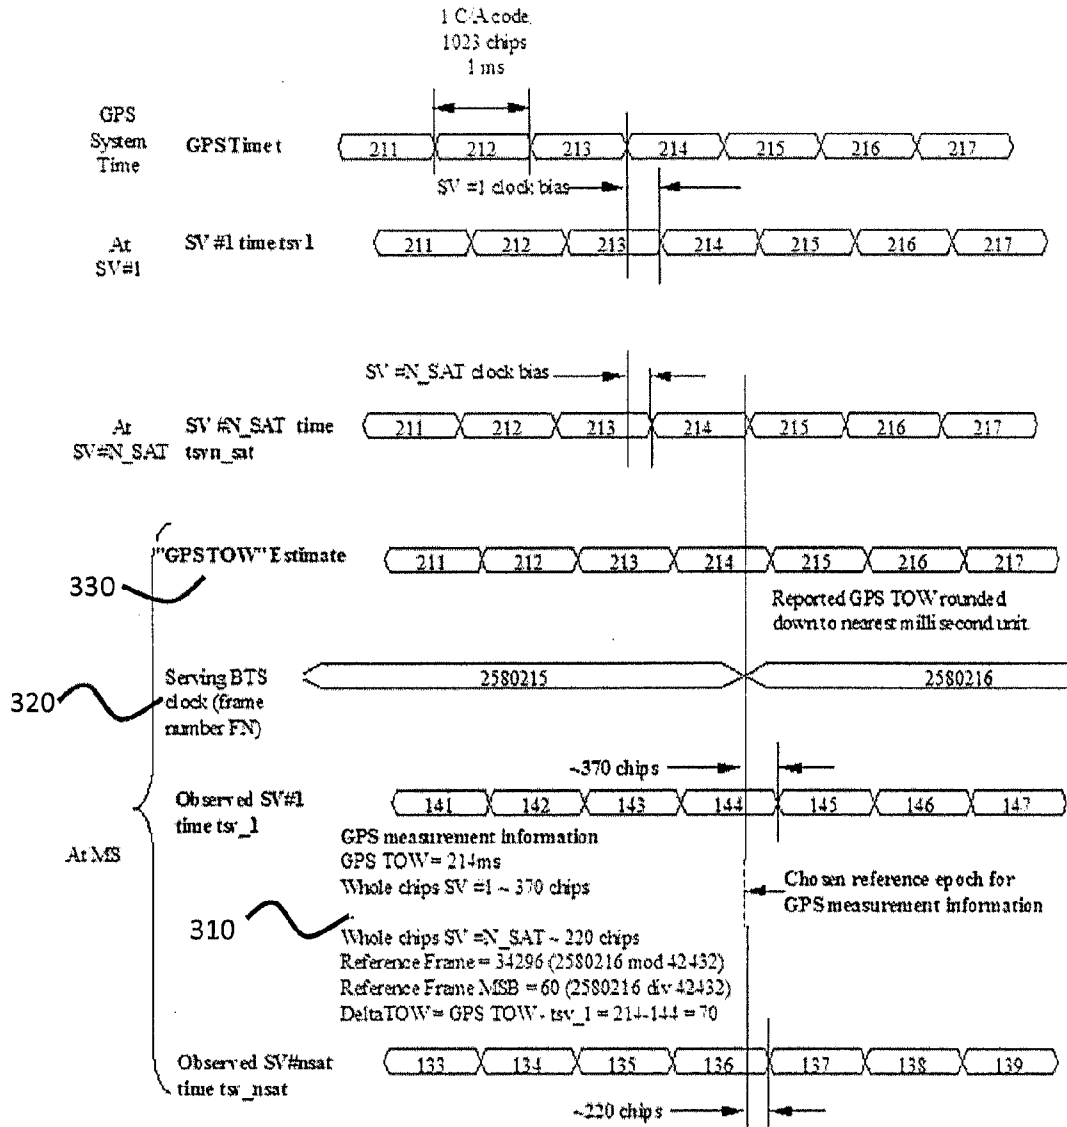 1 C/A code
1023 chips
1 ms
GPS
System
Time
GPS Time t
211 212 213 214 215 216 217
SV #1 clock bias
At
SV#1
SV #1 time tsv1
211 212 213 214 215 216 217
SV #N_SAT clock bias
At
SV#N_SAT
SV #N_SAT time
tsvn_sat
211 212 213 214 215 216 217
"GPS TOW" Estimate
211 212 213 214 215 216 217
330
Reported GPS TOW rounded
down to nearest millisecond unit.
Serving BTS
clock (frame
number FN)
2580215 2580216
320
~370 chips
Observed SV#1
time tsv_1
141 142 143 144 145 146 147
At MS
GPS measurement information
GPS TOW = 214ms
Whole chips SV #1 ~ 370 chips
Chosen reference epoch for
GPS measurement information
310
Whole chips SV #N_SAT ~ 220 chips
Reference Frame = 34296 (2580216 mod 42432)
Reference Frame MSB = 60 (2580216 div 42432)
DeltaTOW = GPS TOW - tsv_1 = 214-144 = 70
Observed SV#nsat
time tsv_nsat
133 134 135 136 137 138 139
~220 chips